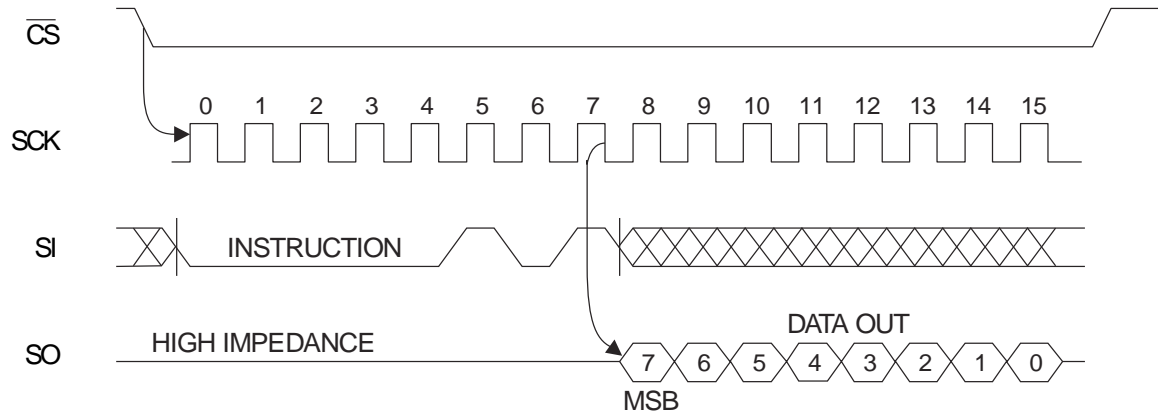 C̅S̅
0 1 2 3 4 5 6 7 8 9 10 11 12 13 14 15
SCK
SI
INSTRUCTION
DATA OUT
HIGH IMPEDANCE
SO
7 6 5 4 3 2 1 0
MSB